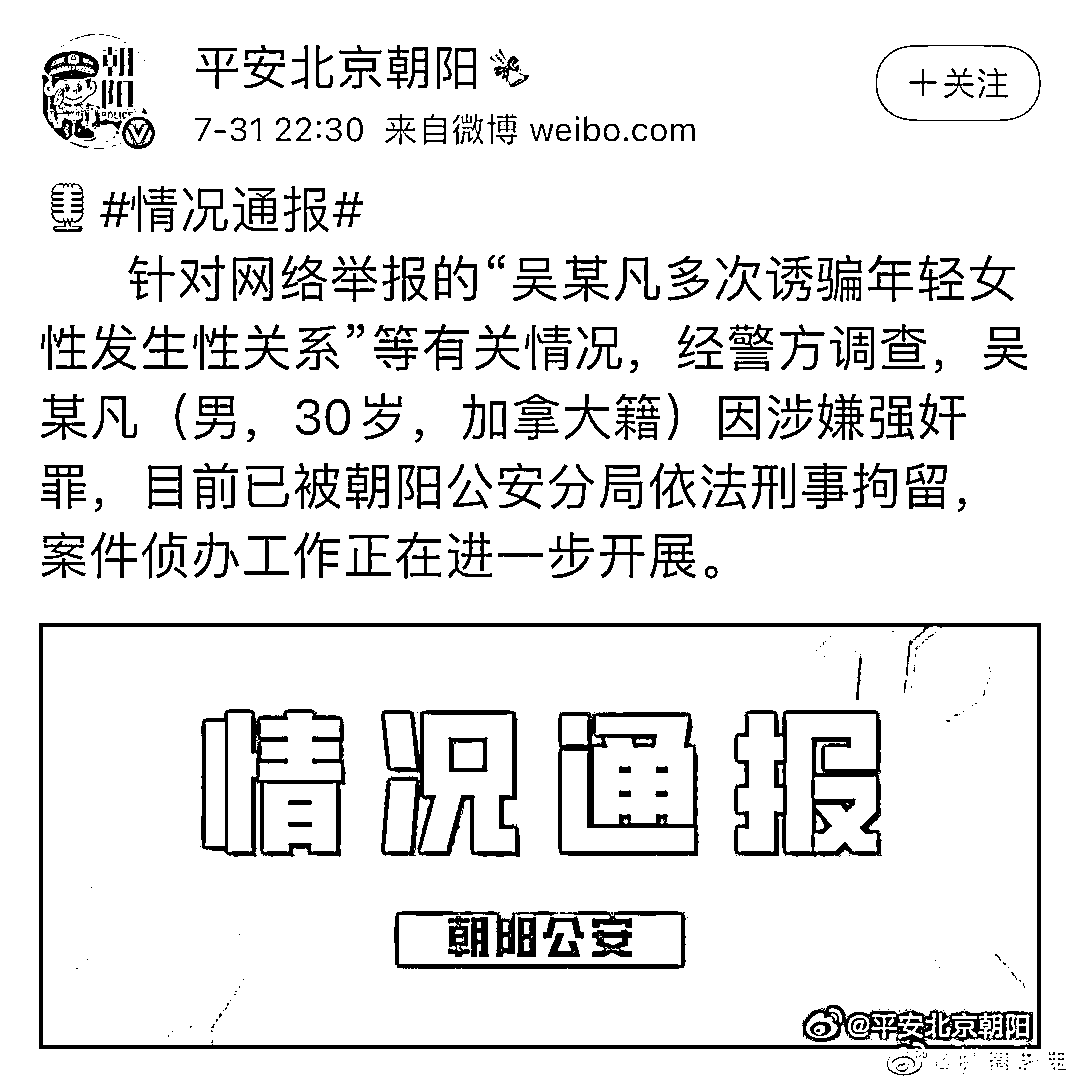 朝
阳
POLICE
平安北京朝阳
+关注
7-31 22:30 来自微博 weibo.com
#情况通报#
针对网络举报的“吴某凡多次诱骗年轻女
性发生性关系”等有关情况，经警方调查，吴
某凡（男，30岁，加拿大籍）因涉嫌强奸
罪，目前已被朝阳公安分局依法刑事拘留，
案件侦办工作正在进一步开展。
情况通报
朝阳公安
@平安北京朝阳